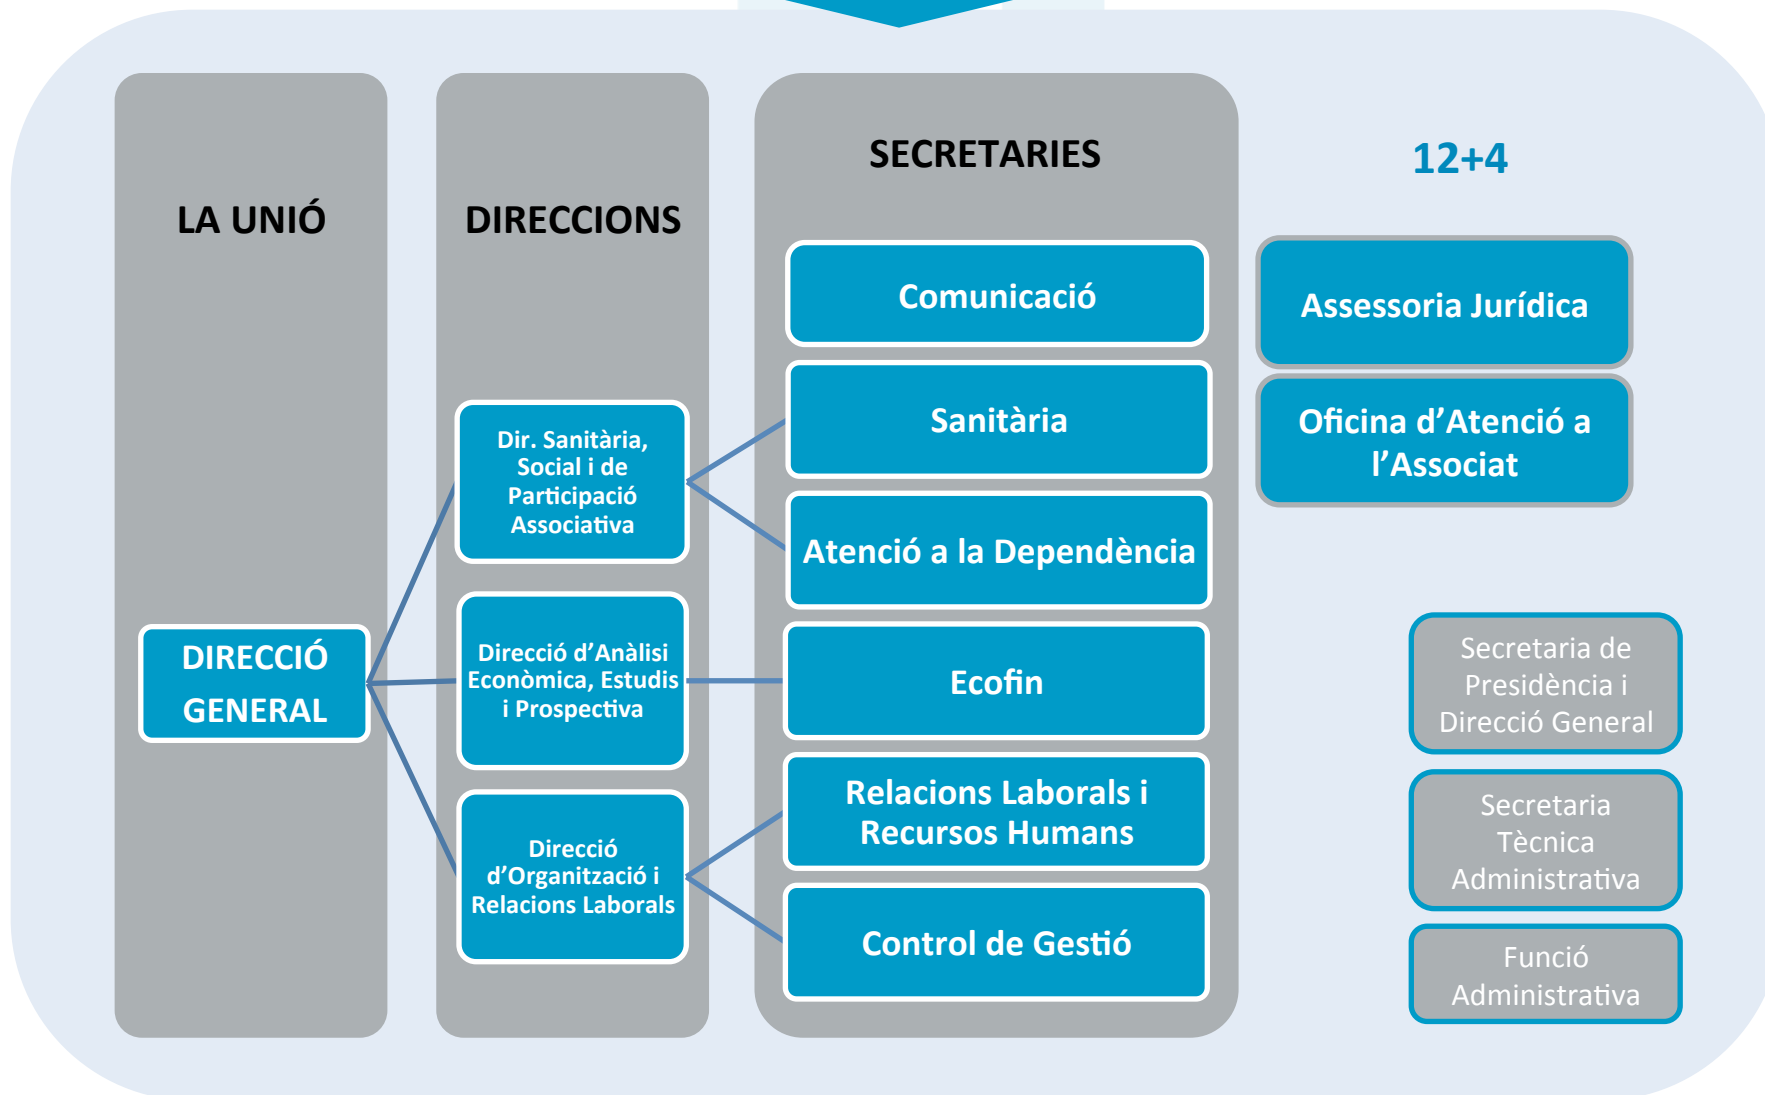 LA UNIÓ
DIRECCIÓ
GENERAL
DIRECCIONS
Dir. Sanitària,
Social i de
Participació
Associativa
Direcció d’Anàlisi
Econòmica, Estudis
i Prospectiva
Direcció
d’Organització i
Relacions Laborals
SECRETARIES
Comunicació
Sanitària
Atenció a la Dependència
Ecofin
Relacions Laborals i
Recursos Humans
Control de Gestió
12+4
Assessoria Jurídica
Oficina d’Atenció a
l’Associat
Secretaria de
Presidència i
Direcció General
Secretaria
Tècnica
Administrativa
Funció
Administrativa